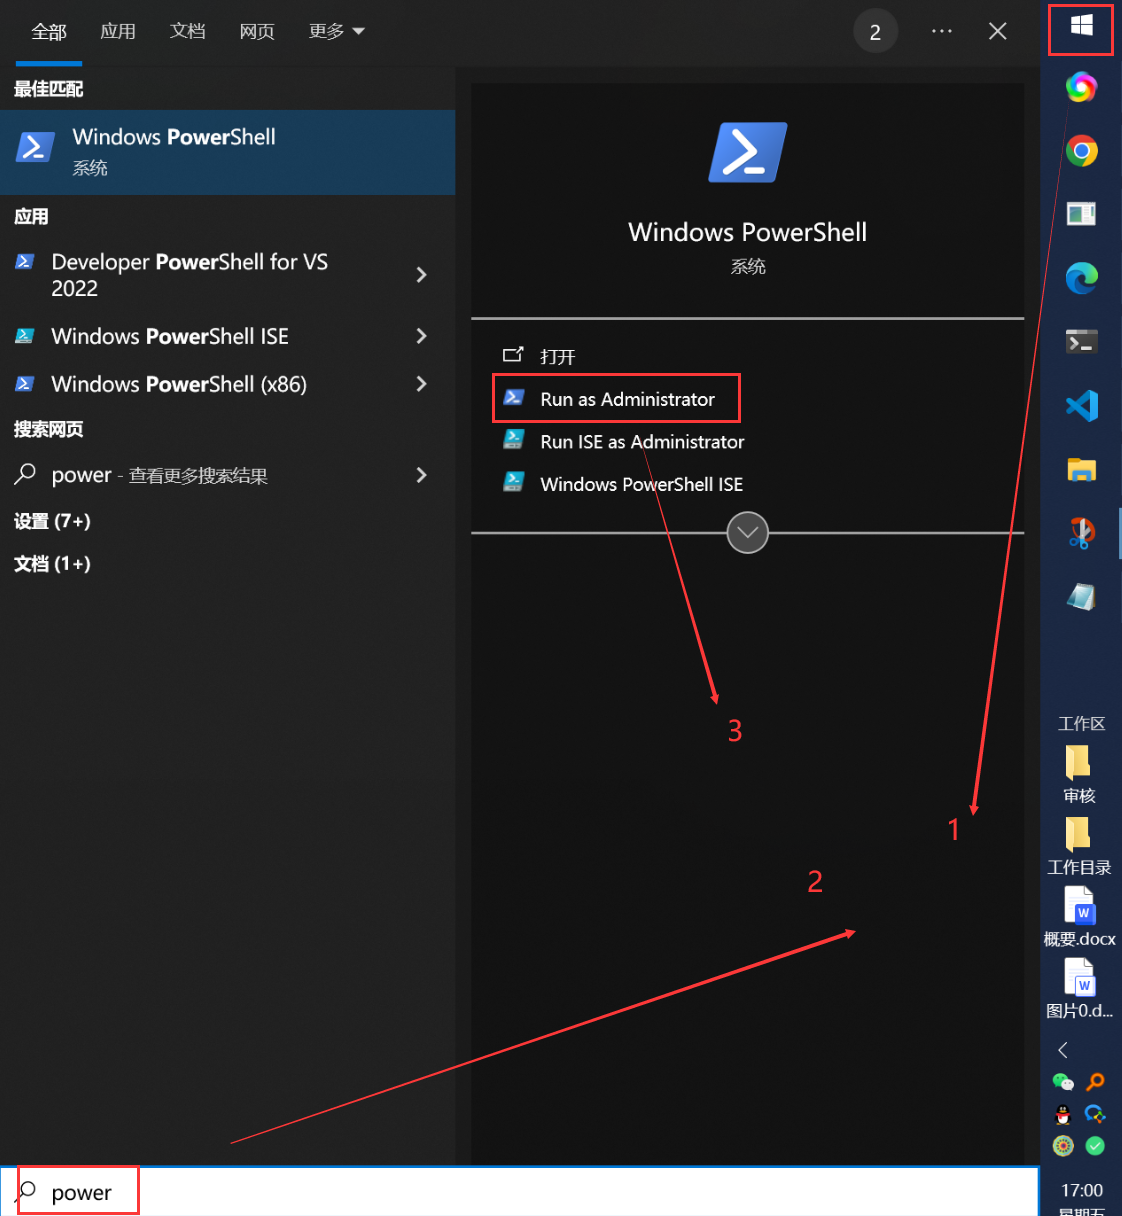 全部 应用 文档 网页 更多 2 ···
最佳匹配
Windows PowerShell
系统
应用
Developer PowerShell for VS
2022
Windows PowerShell ISE
Windows PowerShell (x86)
搜索网页
power - 查看更多搜索结果
设置 (7+)
文档 (1+)
Windows PowerShell
系统
打开
Run as Administrator
Run ISE as Administrator
Windows PowerShell ISE
3
1
2
power
工作区
审核
工作目录
W
概要.docx
W
图片0.d...
17:00
星期五